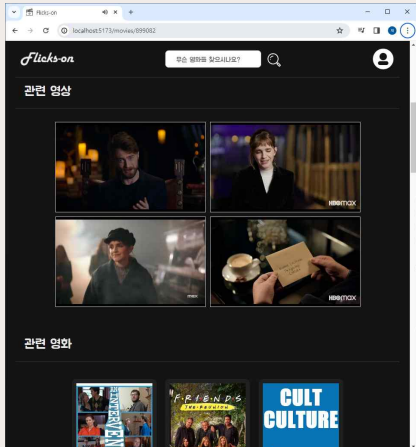 Flicks-on
localhost:5173/movies/899082
Flicks-on
무슨 영화를 찾으시나요?
관련 영상
HBOmax
max
HBOmax
관련 영화
INTERVENE
F·R·I·E·N·D·S
THE REUNION
CULT
CULTURE